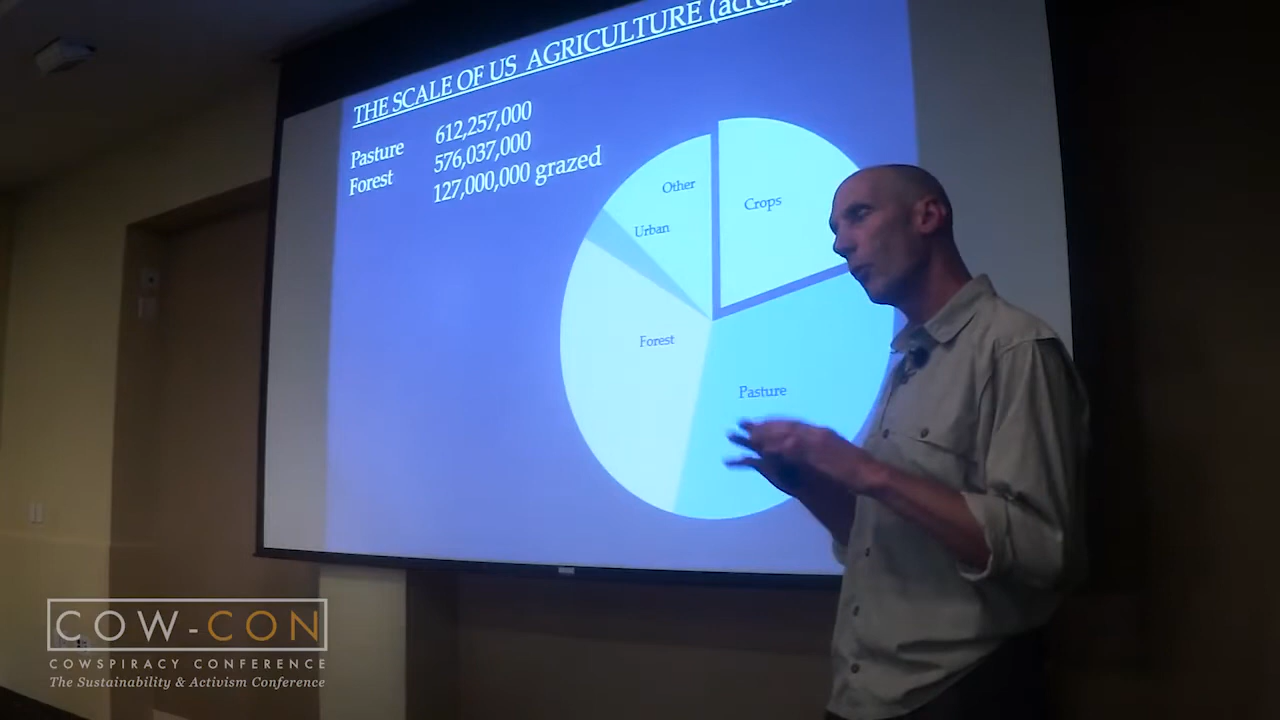 THE SCALE OF US AGRICULTURE (acres)
Pasture 612,257,000
Forest 576,037,000
127,000,000 grazed
Other
Crops
Urban
Forest
Pasture
COW-CON
COWSPIRACY CONFERENCE
The Sustainability & Activism Conference